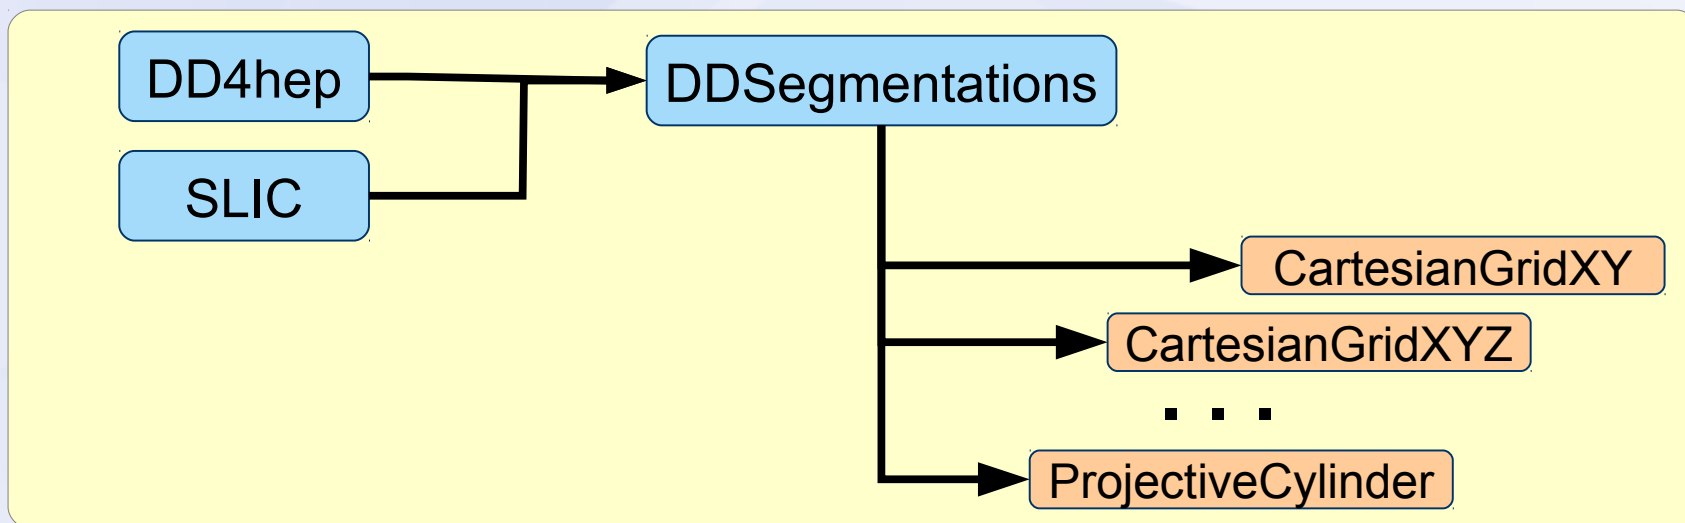 DD4hep
DDSegmentations
SLIC
CartesianGridXY
CartesianGridXYZ
. . .
ProjectiveCylinder